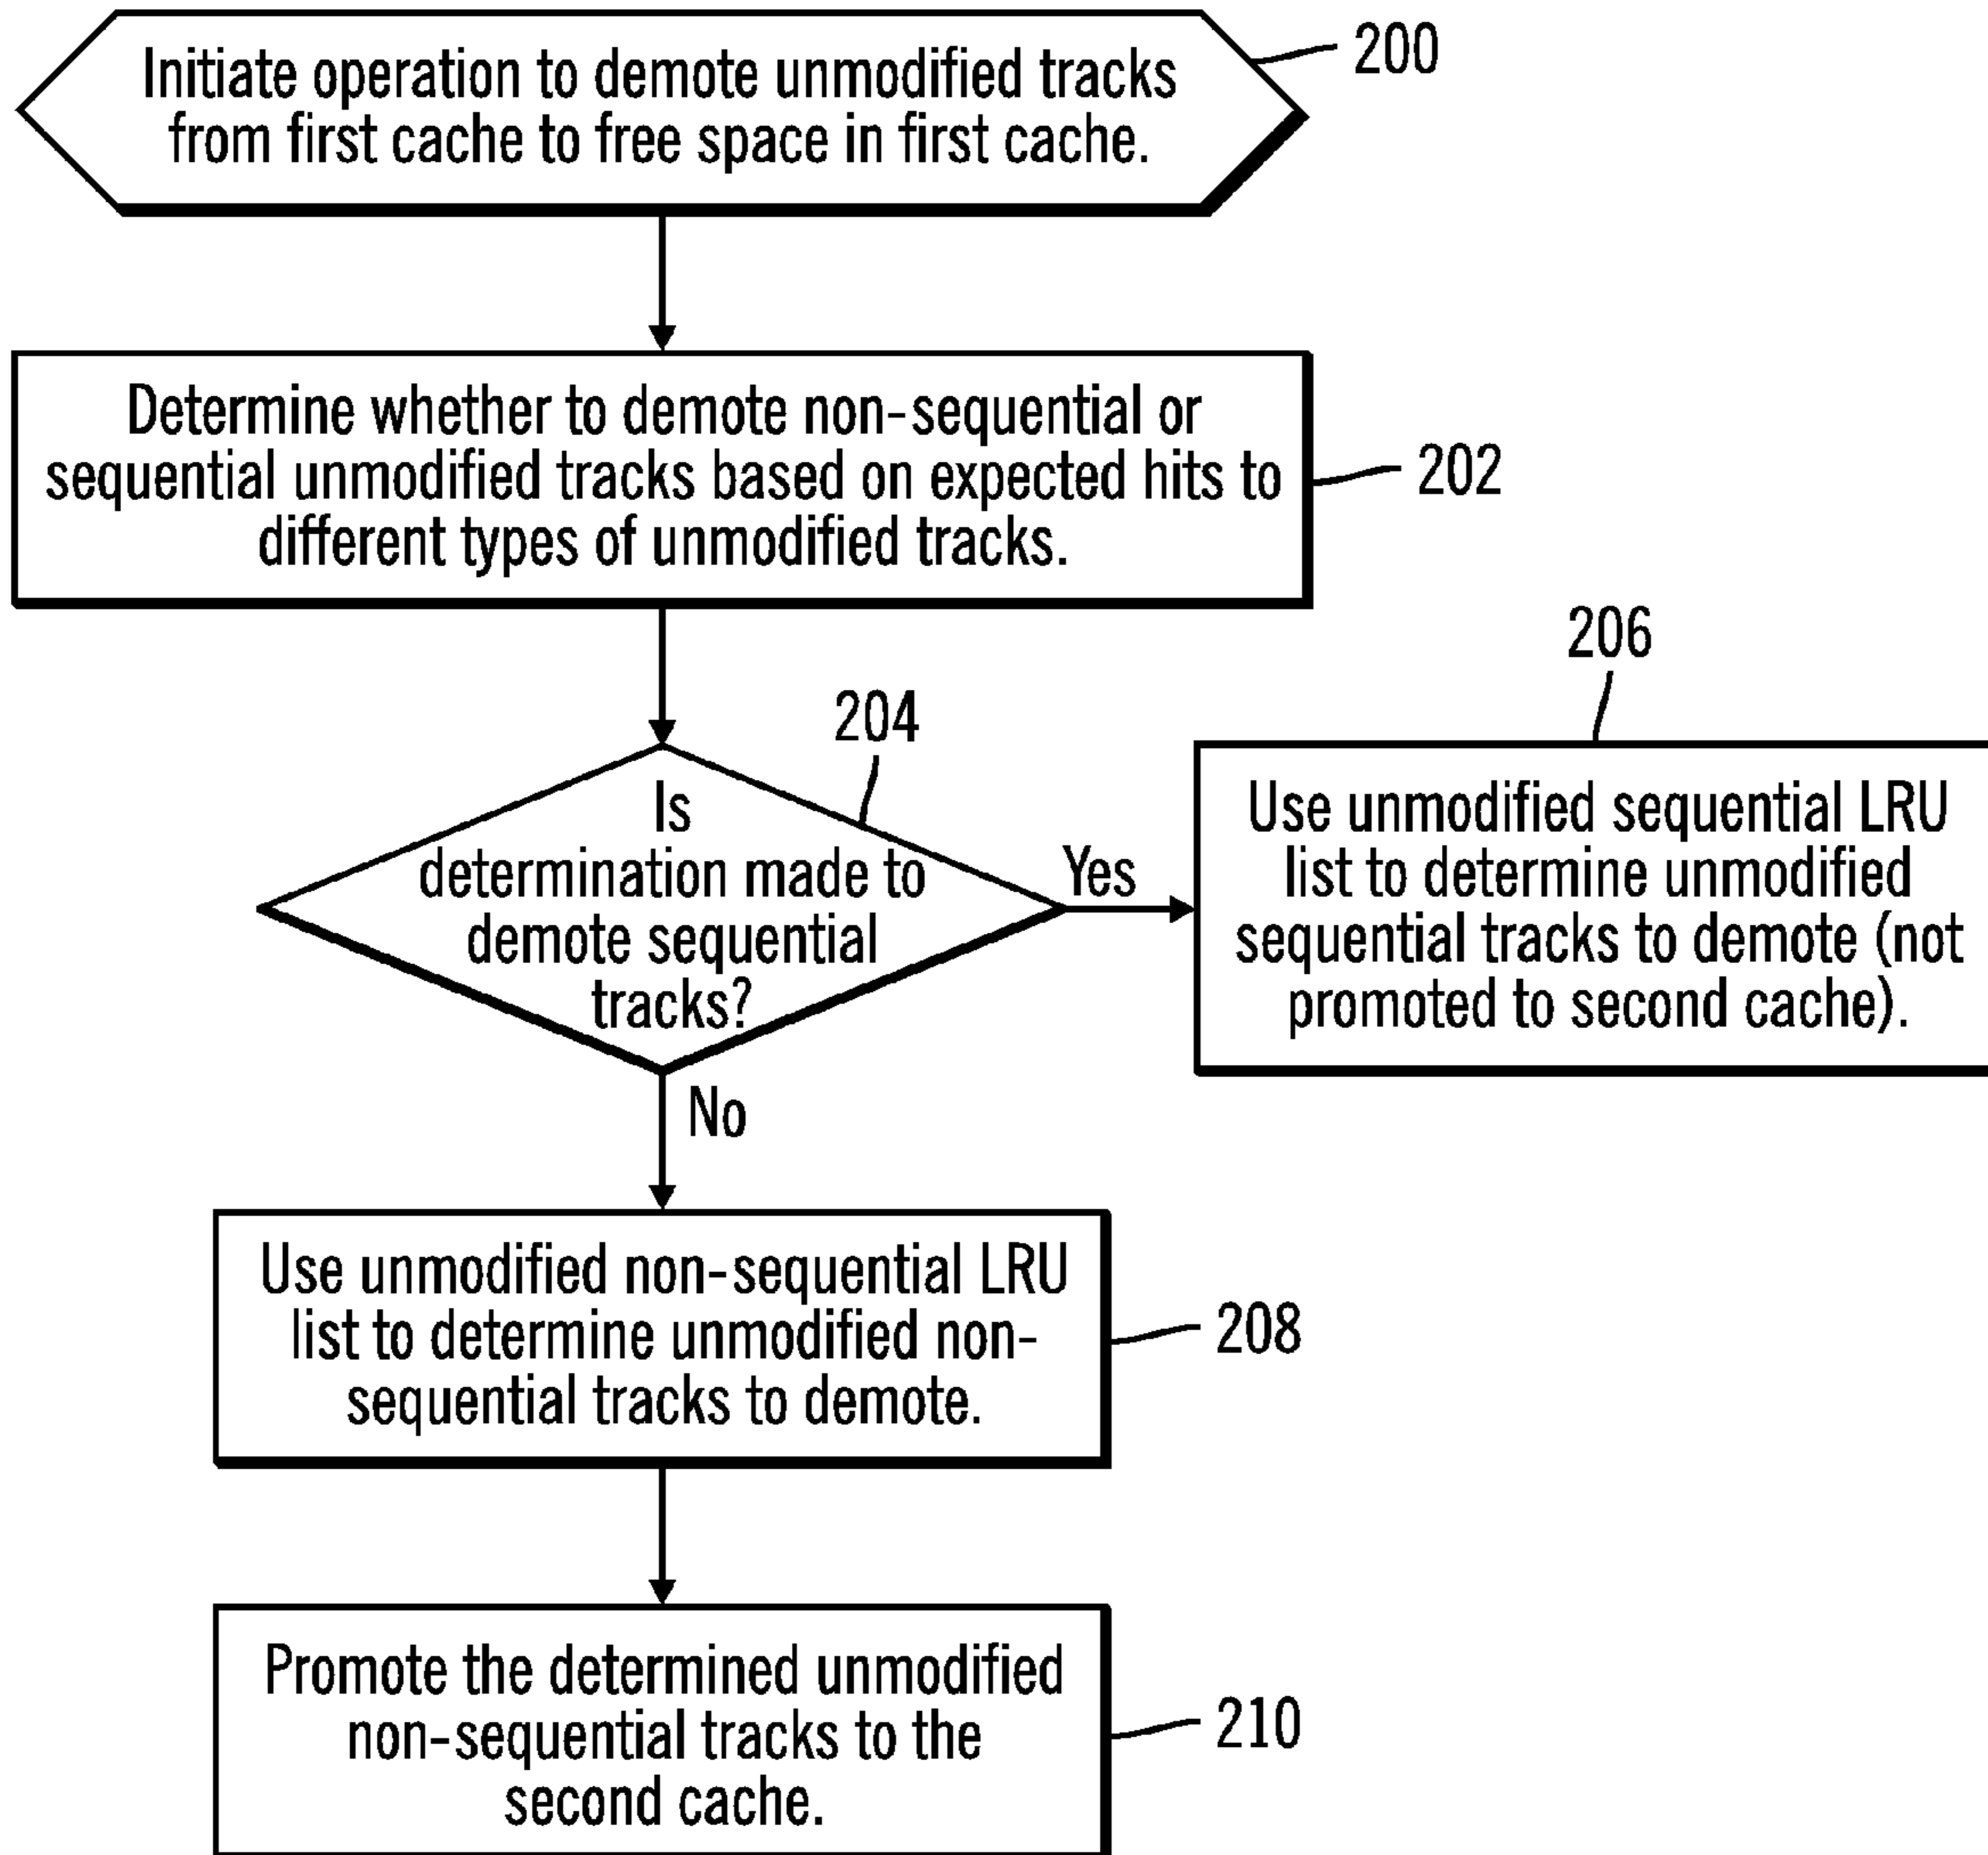 Initiate operation to demote unmodified tracks
from first cache to free space in first cache.
200
Determine whether to demote non-sequential or
sequential unmodified tracks based on expected hits to
different types of unmodified tracks.
202
204
Is
determination made to
demote sequential
tracks?
Yes
206
Use unmodified sequential LRU
list to determine unmodified
sequential tracks to demote (not
promoted to second cache).
No
Use unmodified non-sequential LRU
list to determine unmodified non-
sequential tracks to demote.
208
Promote the determined unmodified
non-sequential tracks to the
second cache.
210